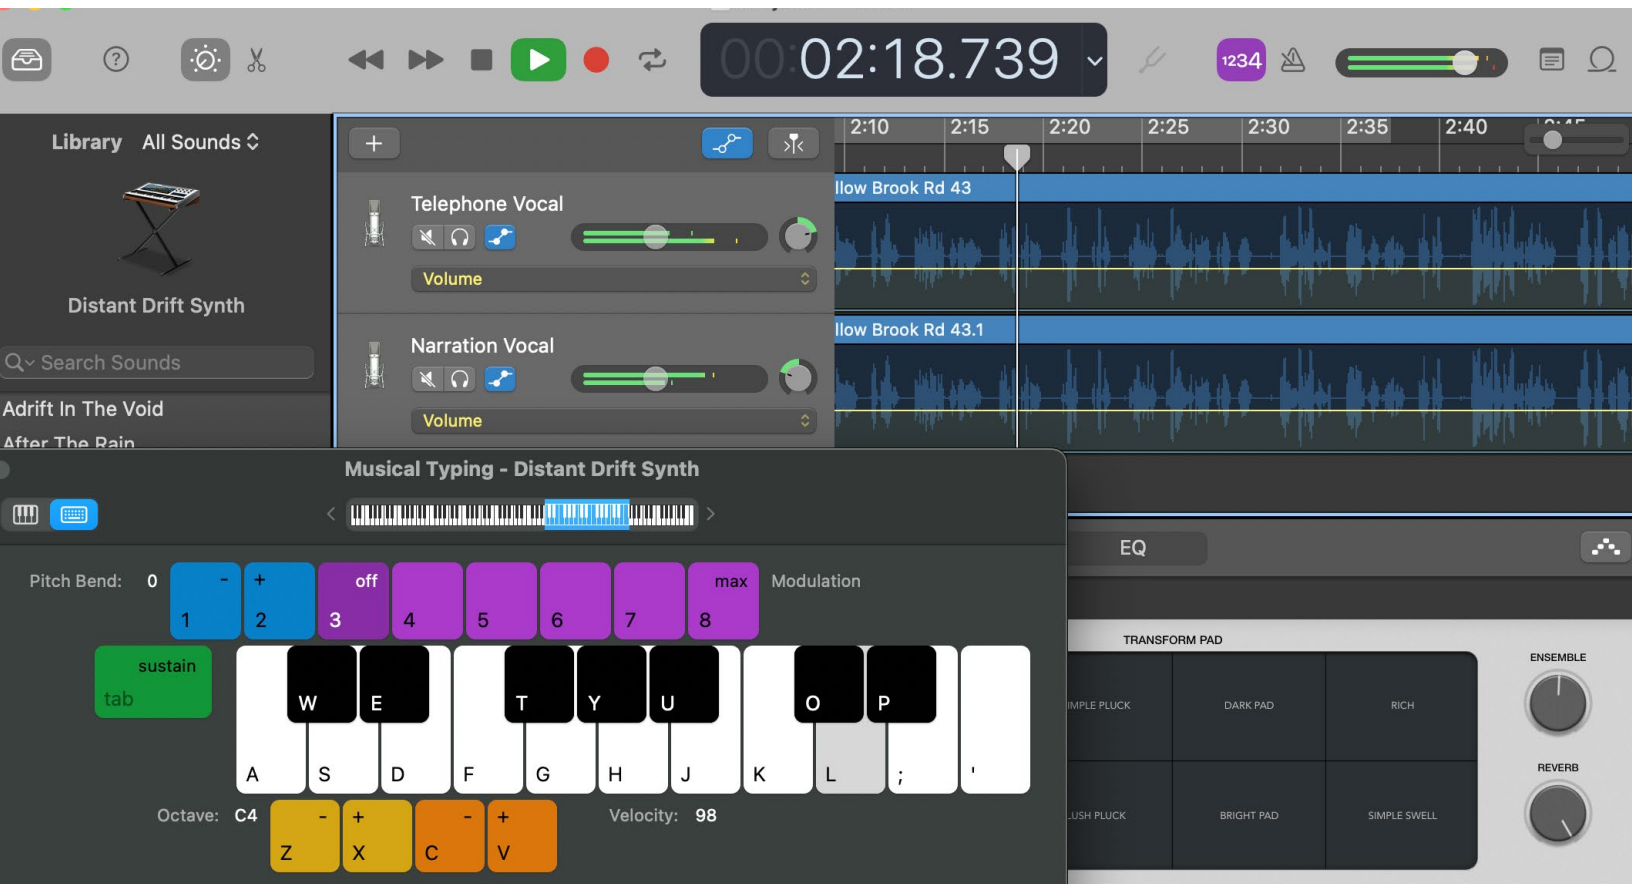 00:02:18.739
1234
Library All Sounds
2:10 2:15 2:20 2:25 2:30 2:35 2:40
Distant Drift Synth
Search Sounds
Adrift In The Void
After The Rain
Telephone Vocal
Volume
llow Brook Rd 43
Narration Vocal
Volume
llow Brook Rd 43.1
Musical Typing - Distant Drift Synth
EQ
Pitch Bend: 0
- + off max Modulation
1 2 3 4 5 6 7 8
sustain
tab
W E T Y U O P
A S D F G H J K L ; '
Octave: C4 - + - + Velocity: 98
Z X C V
TRANSFORM PAD
IMPLE PLUCK DARK PAD RICH
LUSH PLUCK BRIGHT PAD SIMPLE SWELL
ENSEMBLE
REVERB